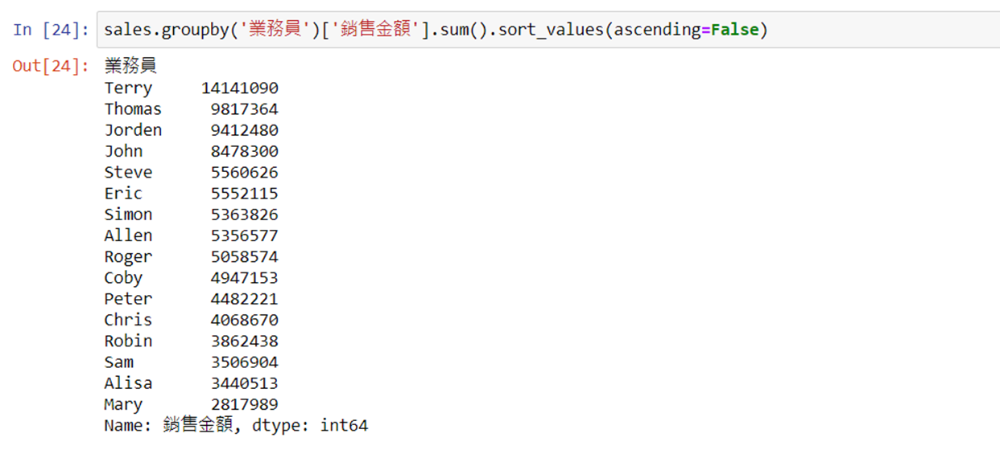 In [24]: sales.groupby('業務員')['銷售金額'].sum().sort_values(ascending=False)
Out[24]: 業務員
Terry 14141090
Thomas 9817364
Jorden 9412480
John 8478300
Steve 5560626
Eric 5552115
Simon 5363826
Allen 5356577
Roger 5058574
Coby 4947153
Peter 4482221
Chris 4068670
Robin 3862438
Sam 3506904
Alisa 3440513
Mary 2817989
Name: 銷售金額, dtype: int64